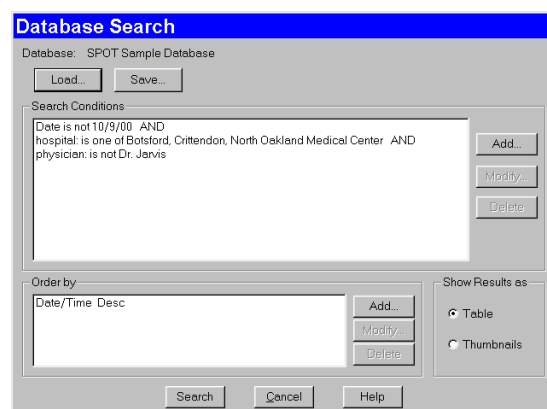 Database Search
Database: SPOT Sample Database
Load... Save...
Search Conditions
Date is not 10/9/00 AND
hospital: is one of Botsford, Crittendon, North Oakland Medical Center AND
physician: is not Dr. Jarvis
Add...
Modify...
Delete
Order by
Date/Time Desc
Add...
Modify...
Delete
Show Results as
Table
Thumbnails
Search Cancel Help